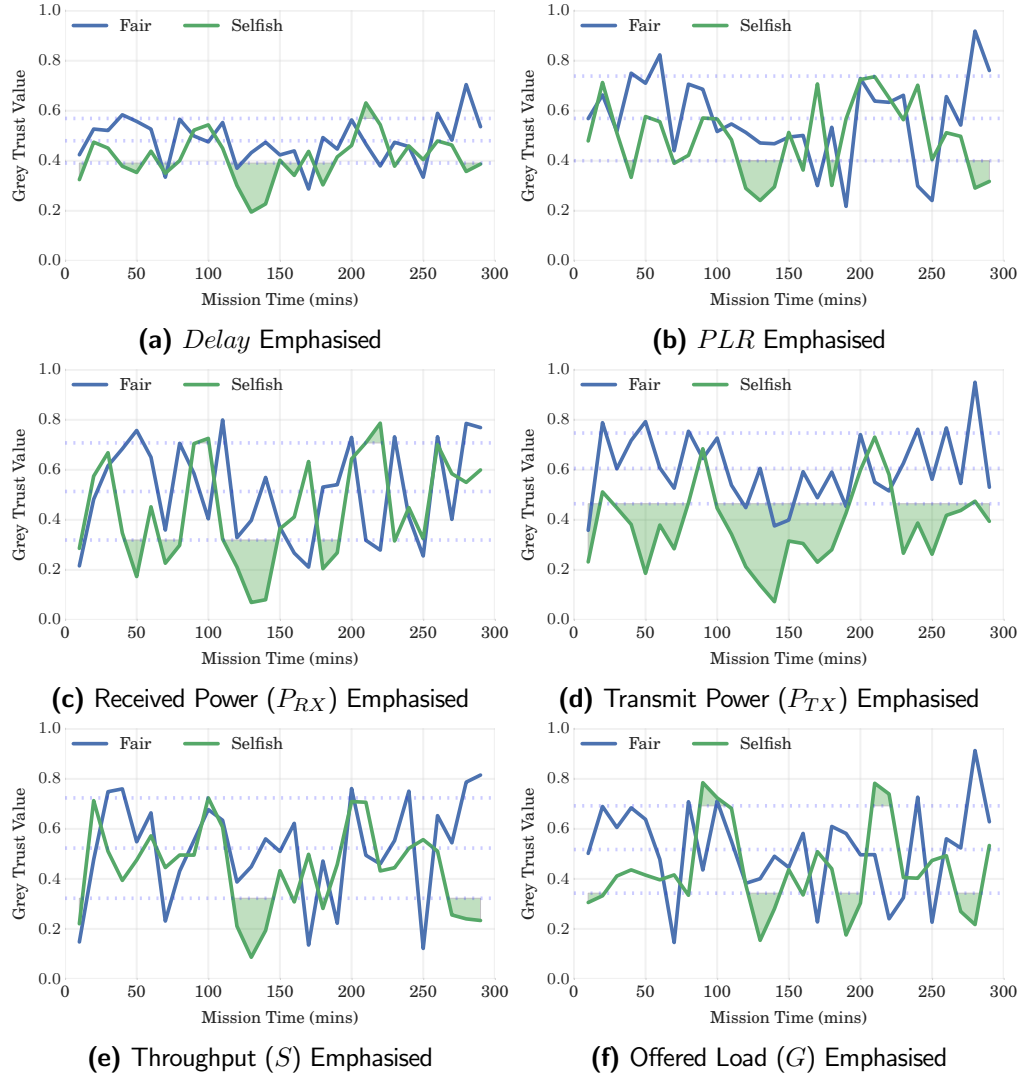 Fair Selfish
Grey Trust Value
1.0
0.8
0.6
0.4
0.2
0.0
0 50 100 150 200 250 300
Mission Time (mins)
(a) Delay Emphasised
Fair Selfish
Grey Trust Value
1.0
0.8
0.6
0.4
0.2
0.0
0 50 100 150 200 250 300
Mission Time (mins)
(b) PLR Emphasised
Fair Selfish
Grey Trust Value
1.0
0.8
0.6
0.4
0.2
0.0
0 50 100 150 200 250 300
Mission Time (mins)
(c) Received Power (P_{RX}) Emphasised
Fair Selfish
Grey Trust Value
1.0
0.8
0.6
0.4
0.2
0.0
0 50 100 150 200 250 300
Mission Time (mins)
(d) Transmit Power (P_{TX}) Emphasised
Fair Selfish
Grey Trust Value
1.0
0.8
0.6
0.4
0.2
0.0
0 50 100 150 200 250 300
Mission Time (mins)
(e) Throughput (S) Emphasised
Fair Selfish
Grey Trust Value
1.0
0.8
0.6
0.4
0.2
0.0
0 50 100 150 200 250 300
Mission Time (mins)
(f) Offered Load (G) Emphasised